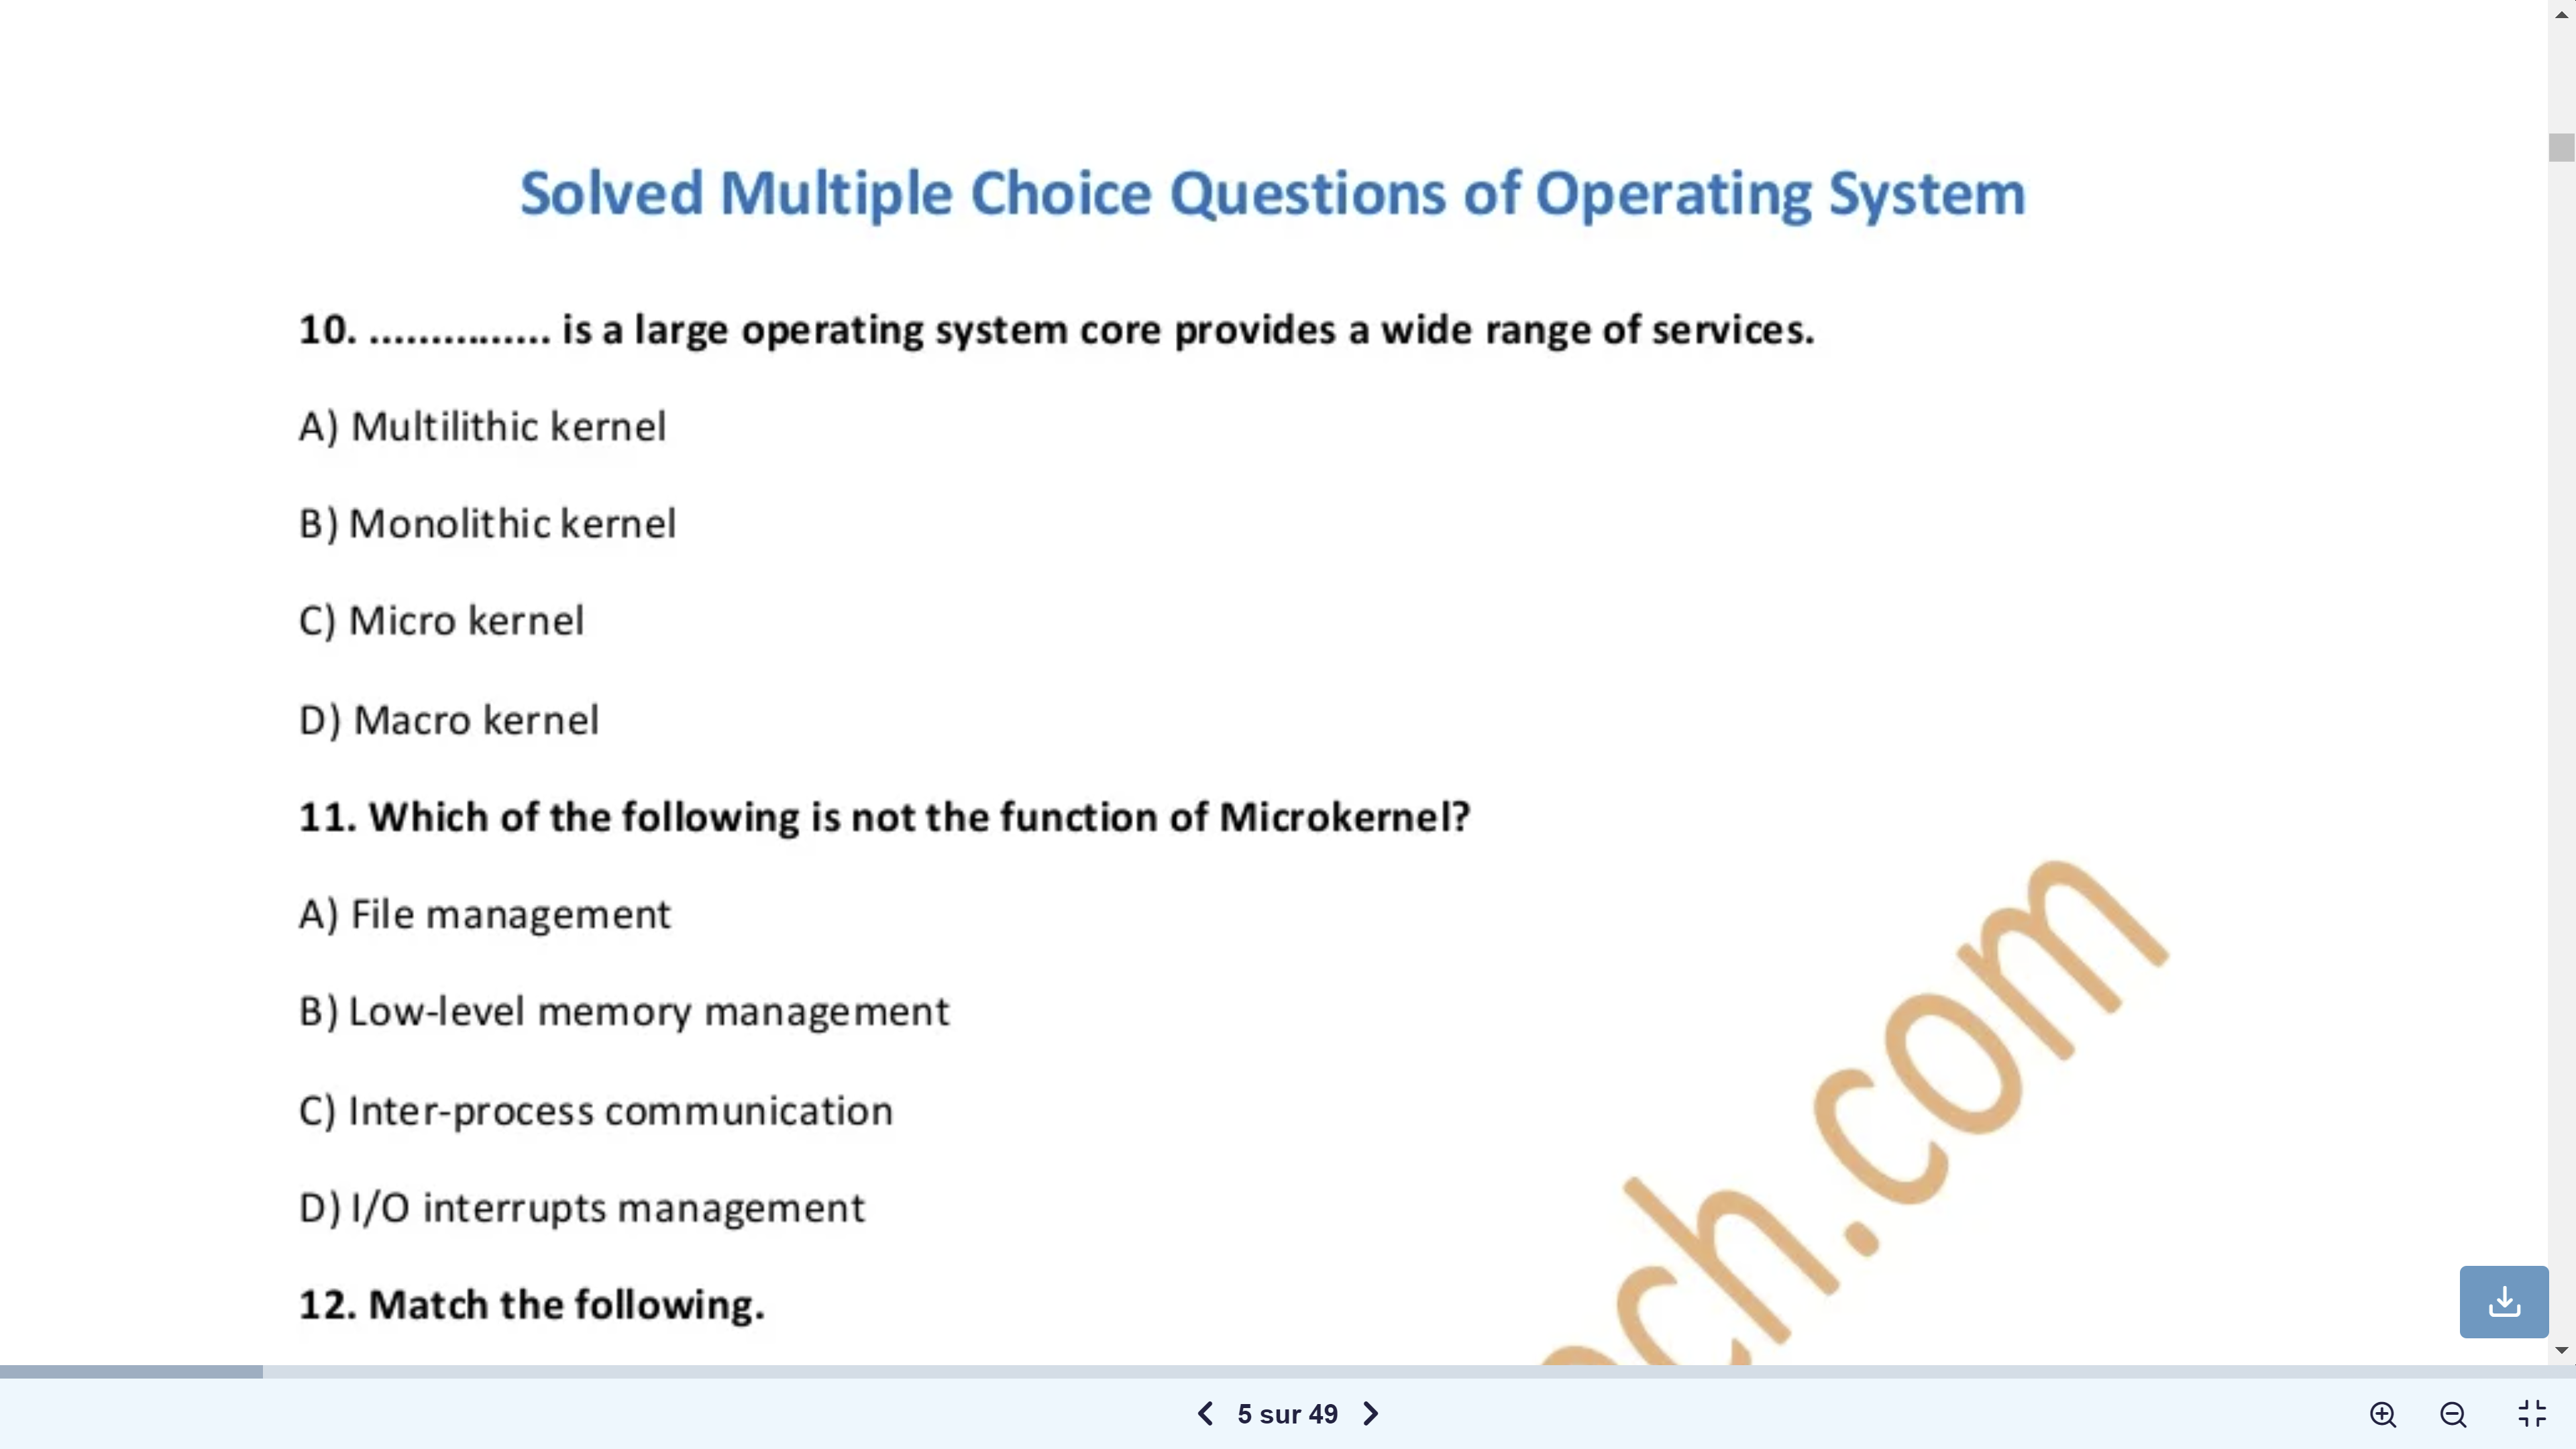 Solved Multiple Choice Questions of Operating System
10. ............... is a large operating system core provides a wide range of services.
A) Multilithic kernel
B) Monolithic kernel
C) Micro kernel
D) Macro kernel
11. Which of the following is not the function of Microkernel?
A) File management
B) Low-level memory management
C) Inter-process communication
D) I/O interrupts management
12. Match the following.
ch.com
5 sur 49